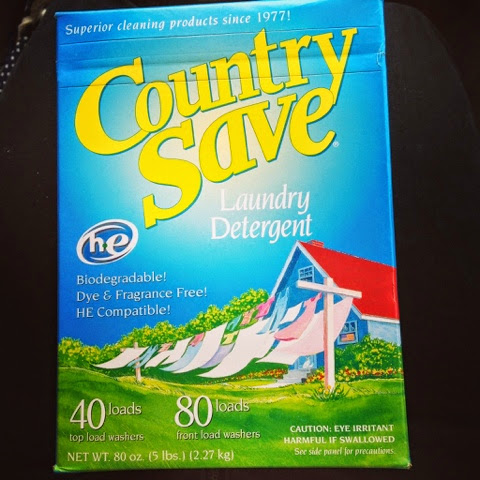 Superior cleaning products since 1977!
Country
Save®
Laundry
Detergent
he
Biodegradable!
Dye & Fragrance Free!
HE Compatible!
40 loads
top load washers
80 loads
front load washers
CAUTION: EYE IRRITANT
HARMFUL IF SWALLOWED
See side panel for precautions.
NET WT. 80 oz. (5 lbs.) (2.27 kg)